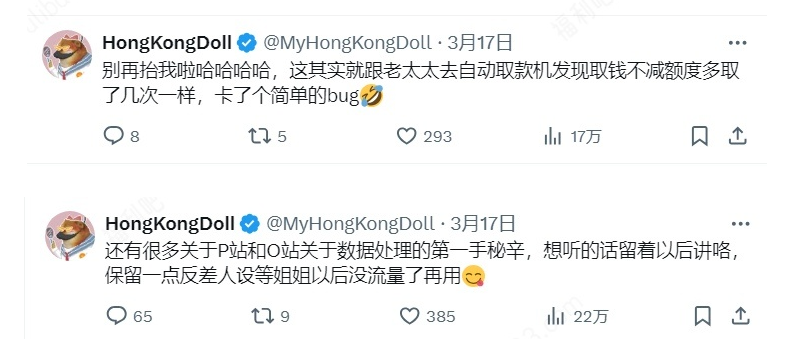 HongKongDoll @MyHongKongDoll · 3月17日
别再抬我啦哈哈哈哈，这其实就跟老太太去自动取款机发现取钱不减额度多取
了几次一样，卡了个简单的bug🤣
8 5 293 17万
HongKongDoll @MyHongKongDoll · 3月17日
还有很多关于P站和O站关于数据处理的第一手秘辛，想听的话留着以后讲咯，
保留一点反差人设等姐姐以后没流量了再用😋
65 9 385 22万